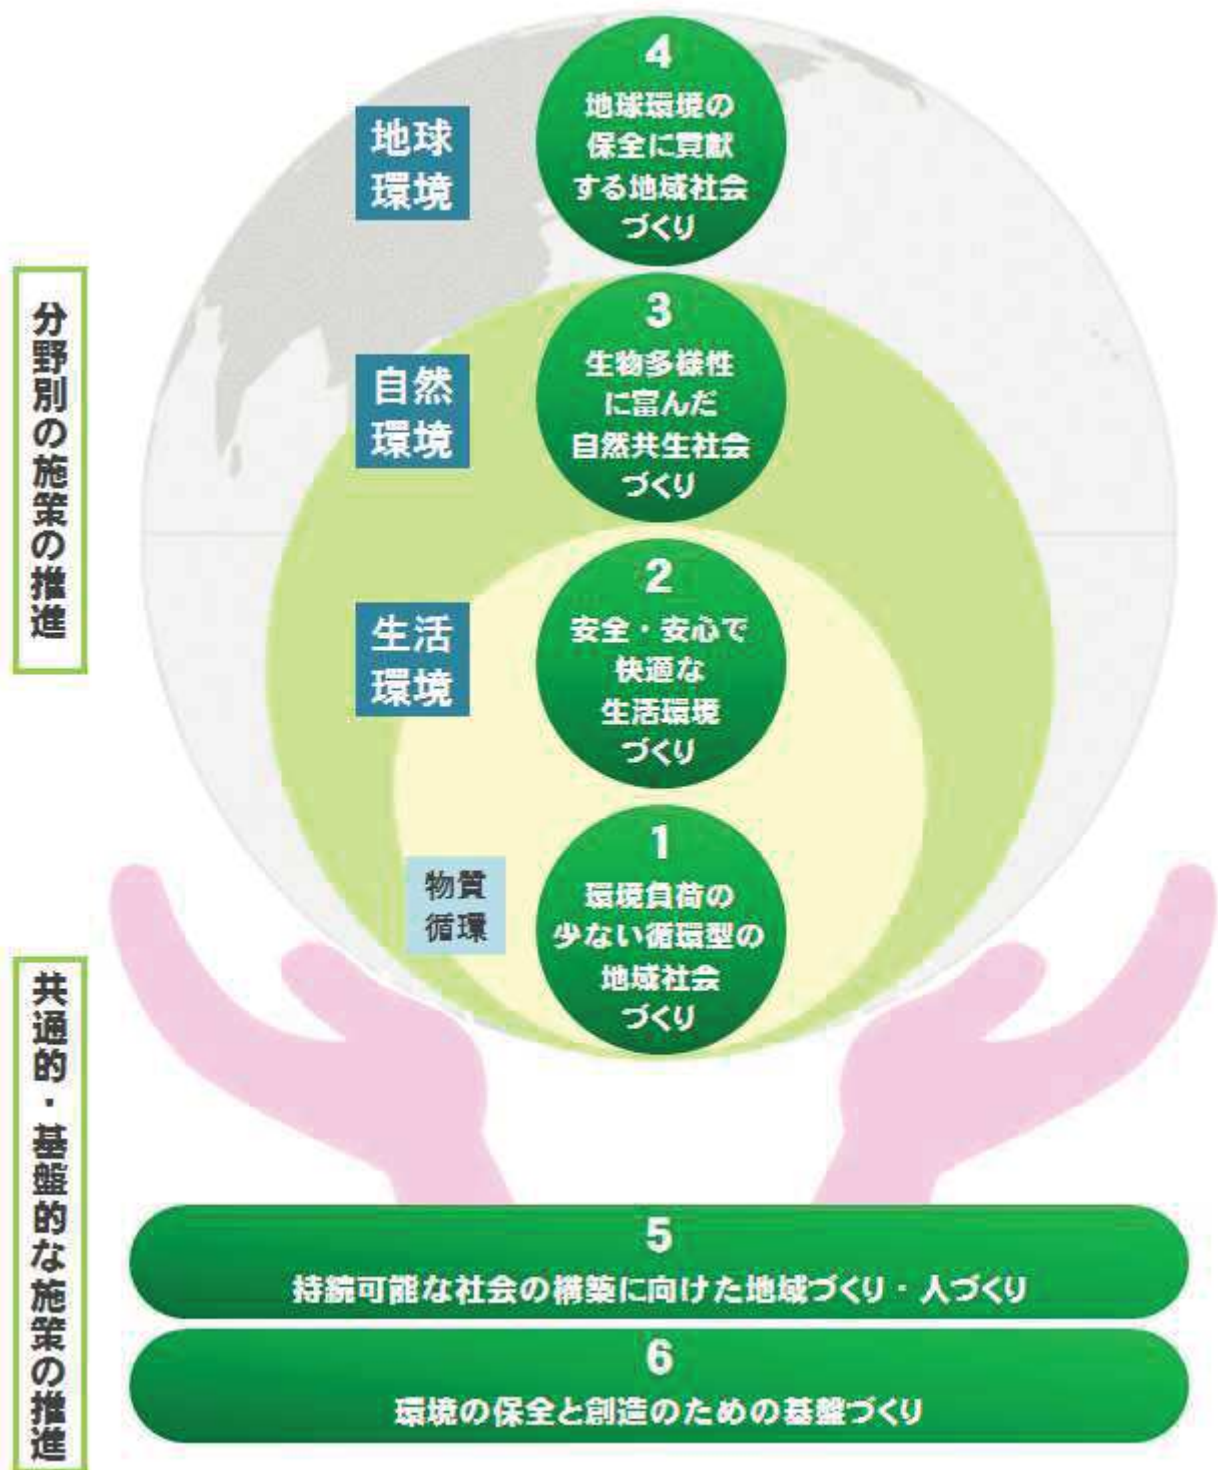 分野別の施策の推進
地球
環境
4
地球環境の
保全に貢献
する地域社会
づくり
自然
環境
3
生物多様性
に富んだ
自然共生社会
づくり
生活
環境
2
安全・安心で
快適な
生活環境
づくり
物質
循環
1
環境負荷の
少ない循環型の
地域社会
づくり
共通的・基盤的な施策の推進
5
持続可能な社会の構築に向けた地域づくり・人づくり
6
環境の保全と創造のための基盤づくり